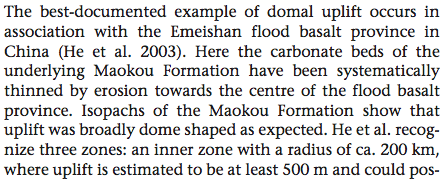 The best-documented example of domal uplift occurs in
association with the Emeishan flood basalt province in
China (He et al. 2003). Here the carbonate beds of the
underlying Maokou Formation have been systematically
thinned by erosion towards the centre of the flood basalt
province. Isopachs of the Maokou Formation show that
uplift was broadly dome shaped as expected. He et al. recog-
nize three zones: an inner zone with a radius of ca. 200 km,
where uplift is estimated to be at least 500 m and could pos-